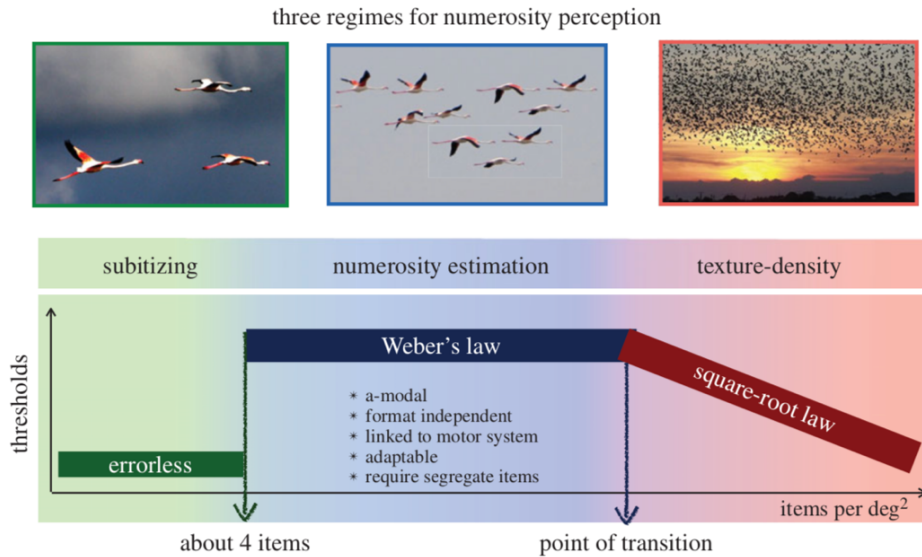 three regimes for numerosity perception
subitizing
numerosity estimation
texture-density
thresholds
errorless
Weber's law
square-root law
* a-modal
* format independent
* linked to motor system
* adaptable
* require segregate items
items per deg²
about 4 items
point of transition